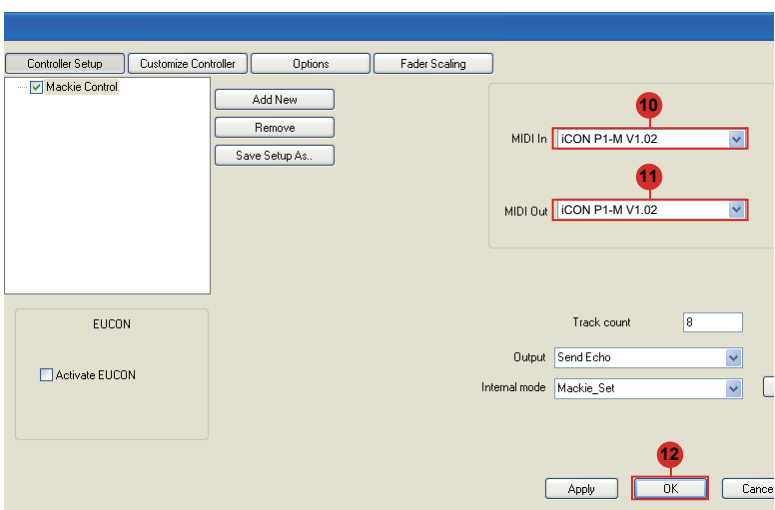 Controller Setup
Customize Controller
Options
Fader Scaling
Mackie Control
Add New
Remove
Save Setup As..
10
MIDI In
iCON P1-M V1.02
11
MIDI Out
iCON P1-M V1.02
EUCON
Activate EUCON
Track count
8
Output
Send Echo
Internal mode
Mackie_Set
12
Apply
OK
Cance